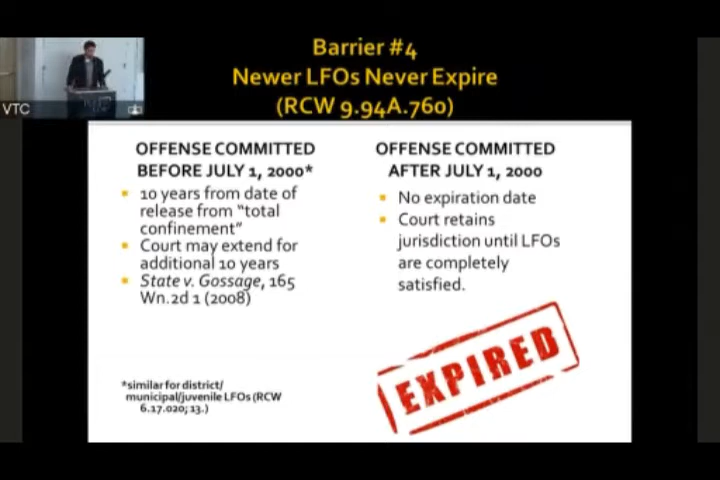 Barrier #4
Newer LFOs Never Expire
(RCW 9.94A.760)
VTC
OFFENSE COMMITTED
BEFORE JULY 1, 2000*
10 years from date of
release from "total
confinement"
Court may extend for
additional 10 years
State v. Gossage, 165
Wn.2d 1 (2008)
*similar for district/
municipal/juvenile LFOs (RCW
6.17.020; 13.)
OFFENSE COMMITTED
AFTER JULY 1, 2000
No expiration date
Court retains
jurisdiction until LFOs
are completely
satisfied.
EXPIRED